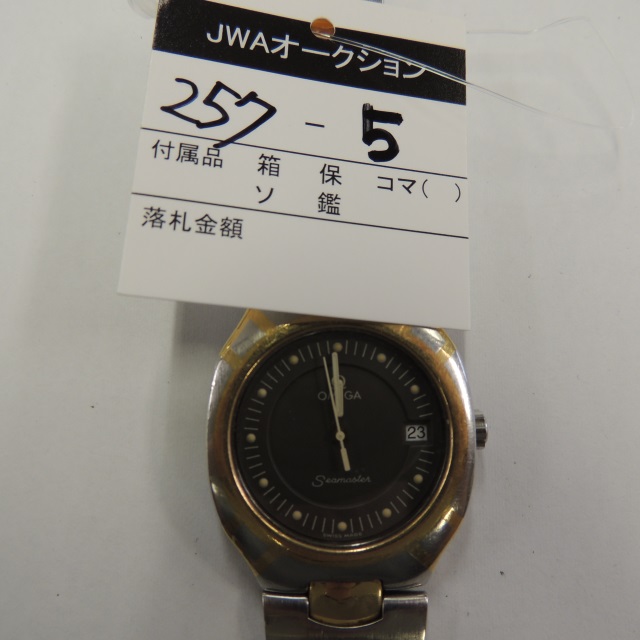 JWAオークション
257 - 5
付属品 箱 保 コマ( )
ソ 鑑
落札金額
OMEGA
23
Seamaster